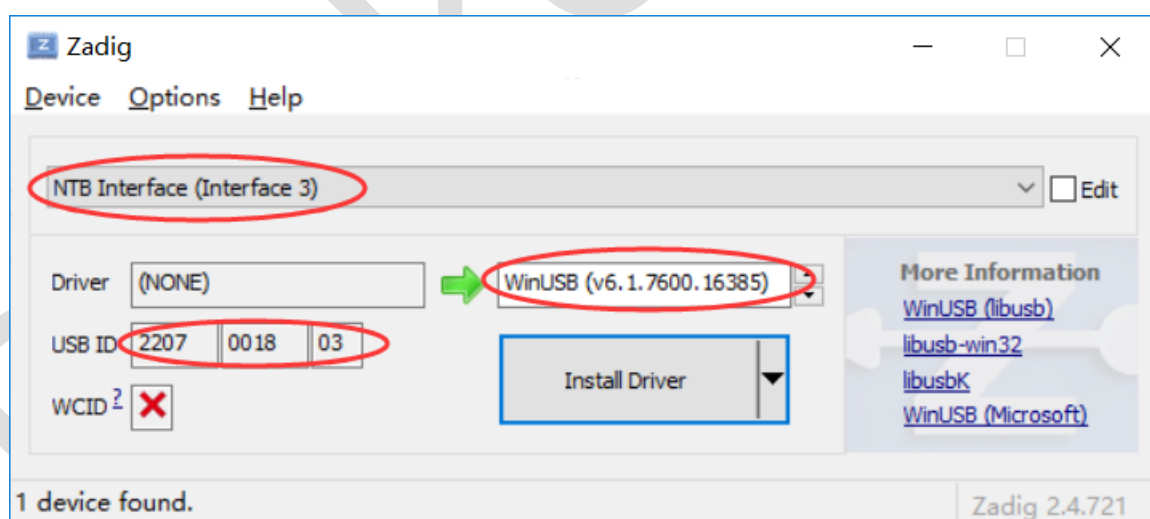 Zadig
Device Options Help
NTB Interface (Interface 3)
Edit
Driver (NONE) WinUSB (v6.1.7600.16385)
USB ID 2207 0018 03
WCID ?
Install Driver
More Information
WinUSB (libusb)
libusb-win32
libusbK
WinUSB (Microsoft)
1 device found.
Zadig 2.4.721